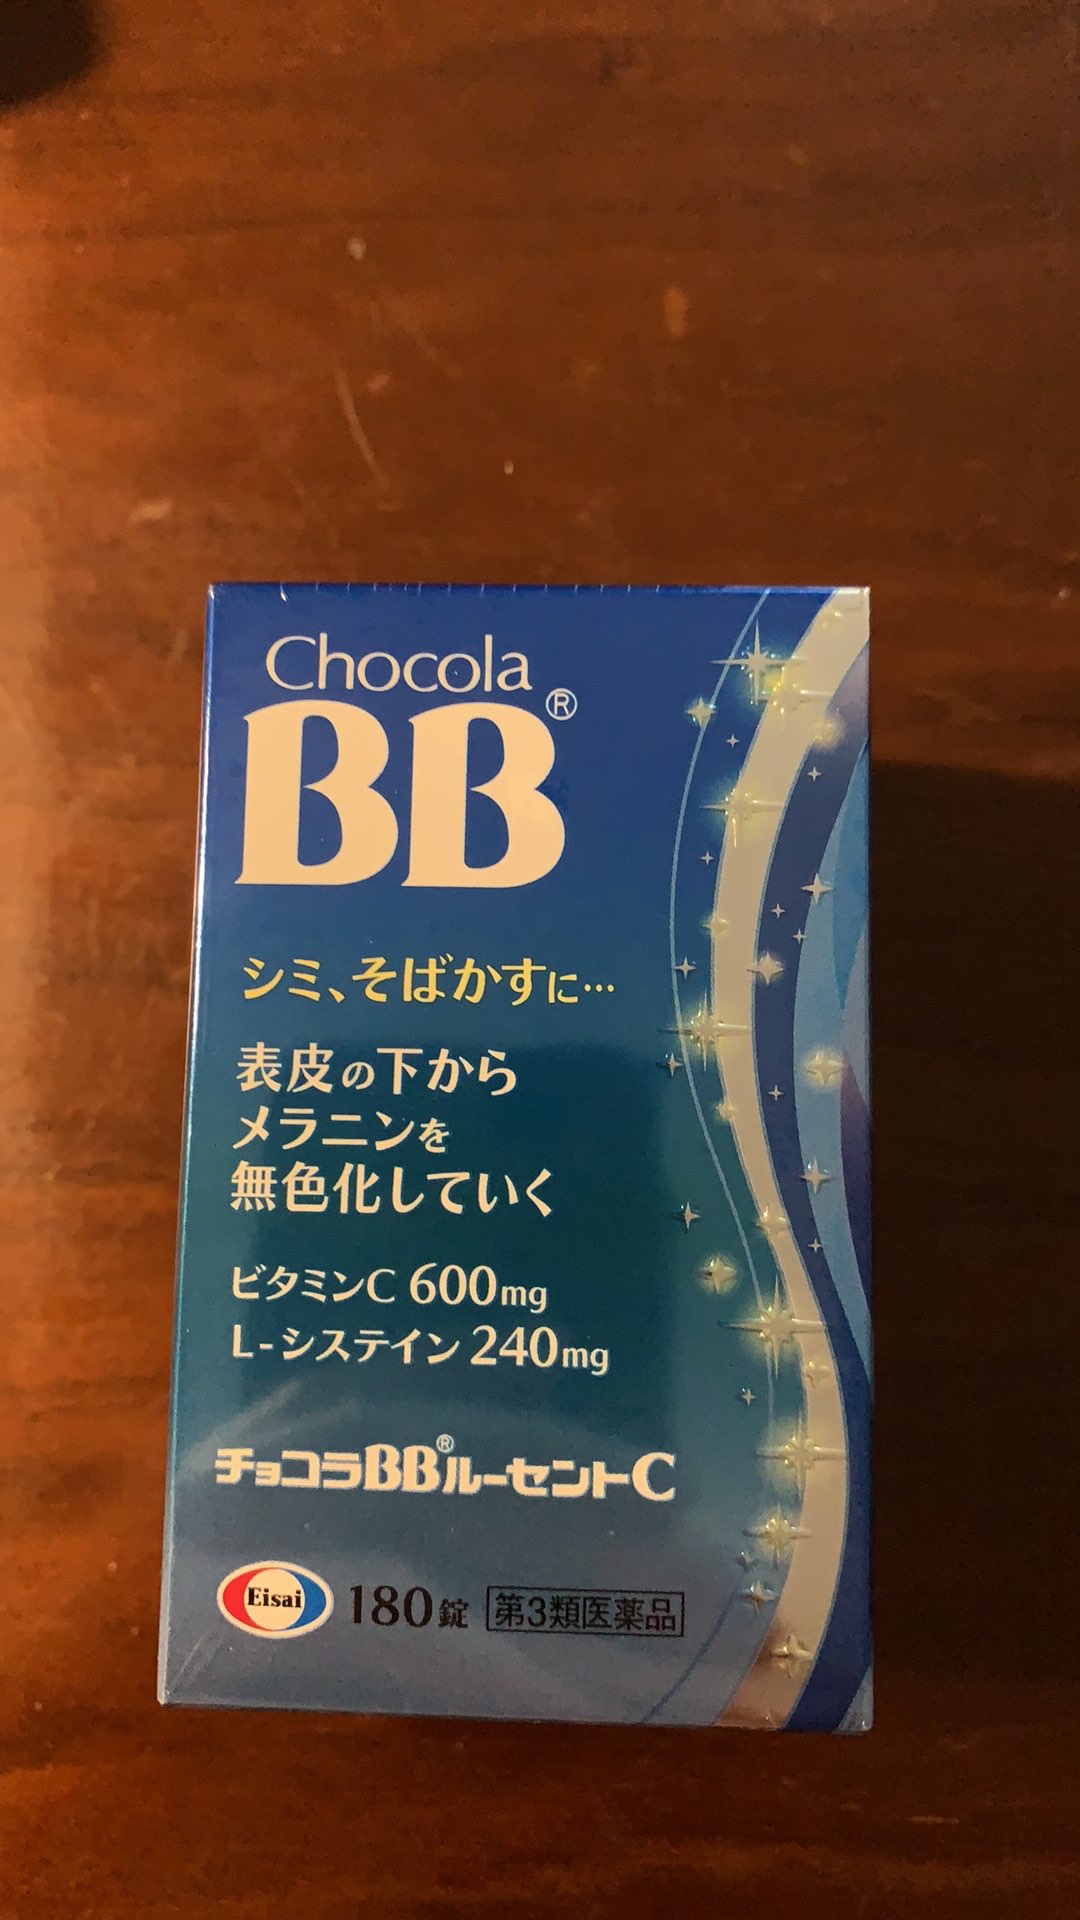 Chocola
BB®
シミ、そばかすに…
表皮の下から
メラニンを
無色化していく
ビタミンC 600mg
L-システイン 240mg
チョコラBB®ルーセントC
Eisai 180錠 第3類医薬品